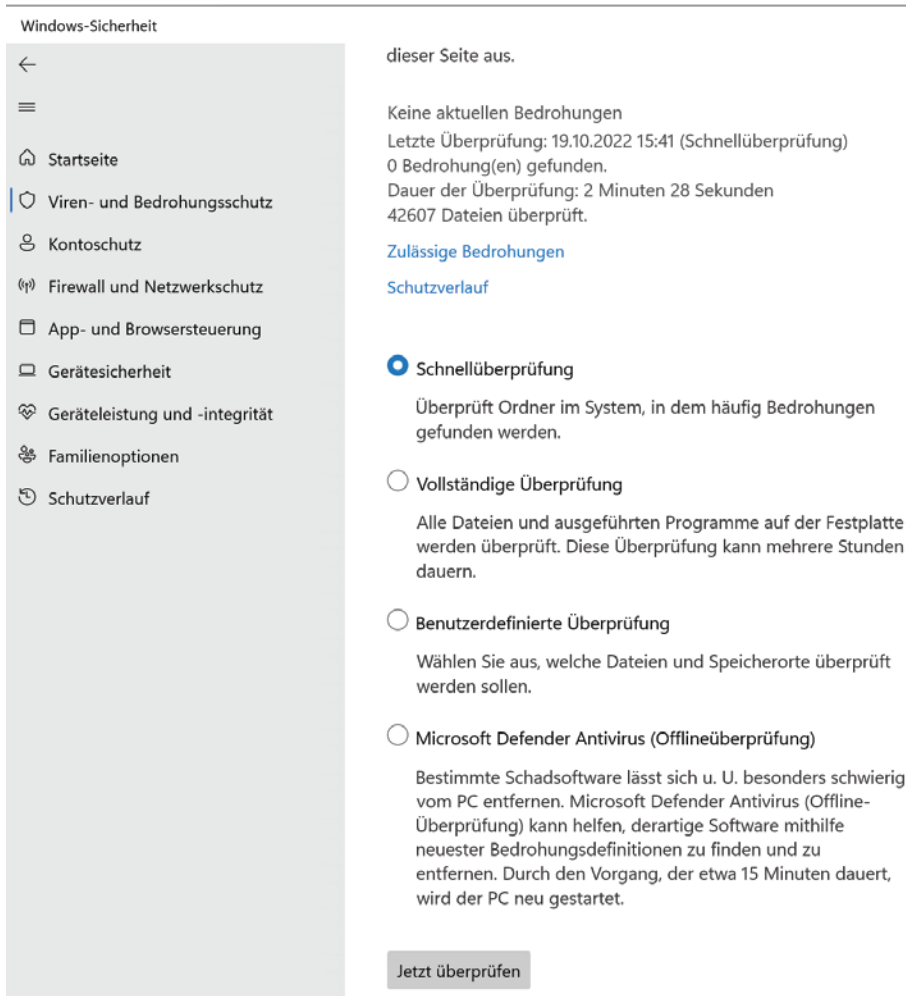 Windows-Sicherheit
Startseite
Viren- und Bedrohungsschutz
Kontoschutz
Firewall und Netzwerkschutz
App- und Browsersteuerung
Gerätesicherheit
Geräteleistung und -integrität
Familienoptionen
Schutzverlauf
dieser Seite aus.
Keine aktuellen Bedrohungen
Letzte Überprüfung: 19.10.2022 15:41 (Schnellüberprüfung)
0 Bedrohung(en) gefunden.
Dauer der Überprüfung: 2 Minuten 28 Sekunden
42607 Dateien überprüft.
Zulässige Bedrohungen
Schutzverlauf
Schnellüberprüfung
Überprüft Ordner im System, in dem häufig Bedrohungen
gefunden werden.
Vollständige Überprüfung
Alle Dateien und ausgeführten Programme auf der Festplatte
werden überprüft. Diese Überprüfung kann mehrere Stunden
dauern.
Benutzerdefinierte Überprüfung
Wählen Sie aus, welche Dateien und Speicherorte überprüft
werden sollen.
Microsoft Defender Antivirus (Offlineüberprüfung)
Bestimmte Schadsoftware lässt sich u. U. besonders schwierig
vom PC entfernen. Microsoft Defender Antivirus (Offline-
Überprüfung) kann helfen, derartige Software mithilfe
neuester Bedrohungsdefinitionen zu finden und zu
entfernen. Durch den Vorgang, der etwa 15 Minuten dauert,
wird der PC neu gestartet.
Jetzt überprüfen